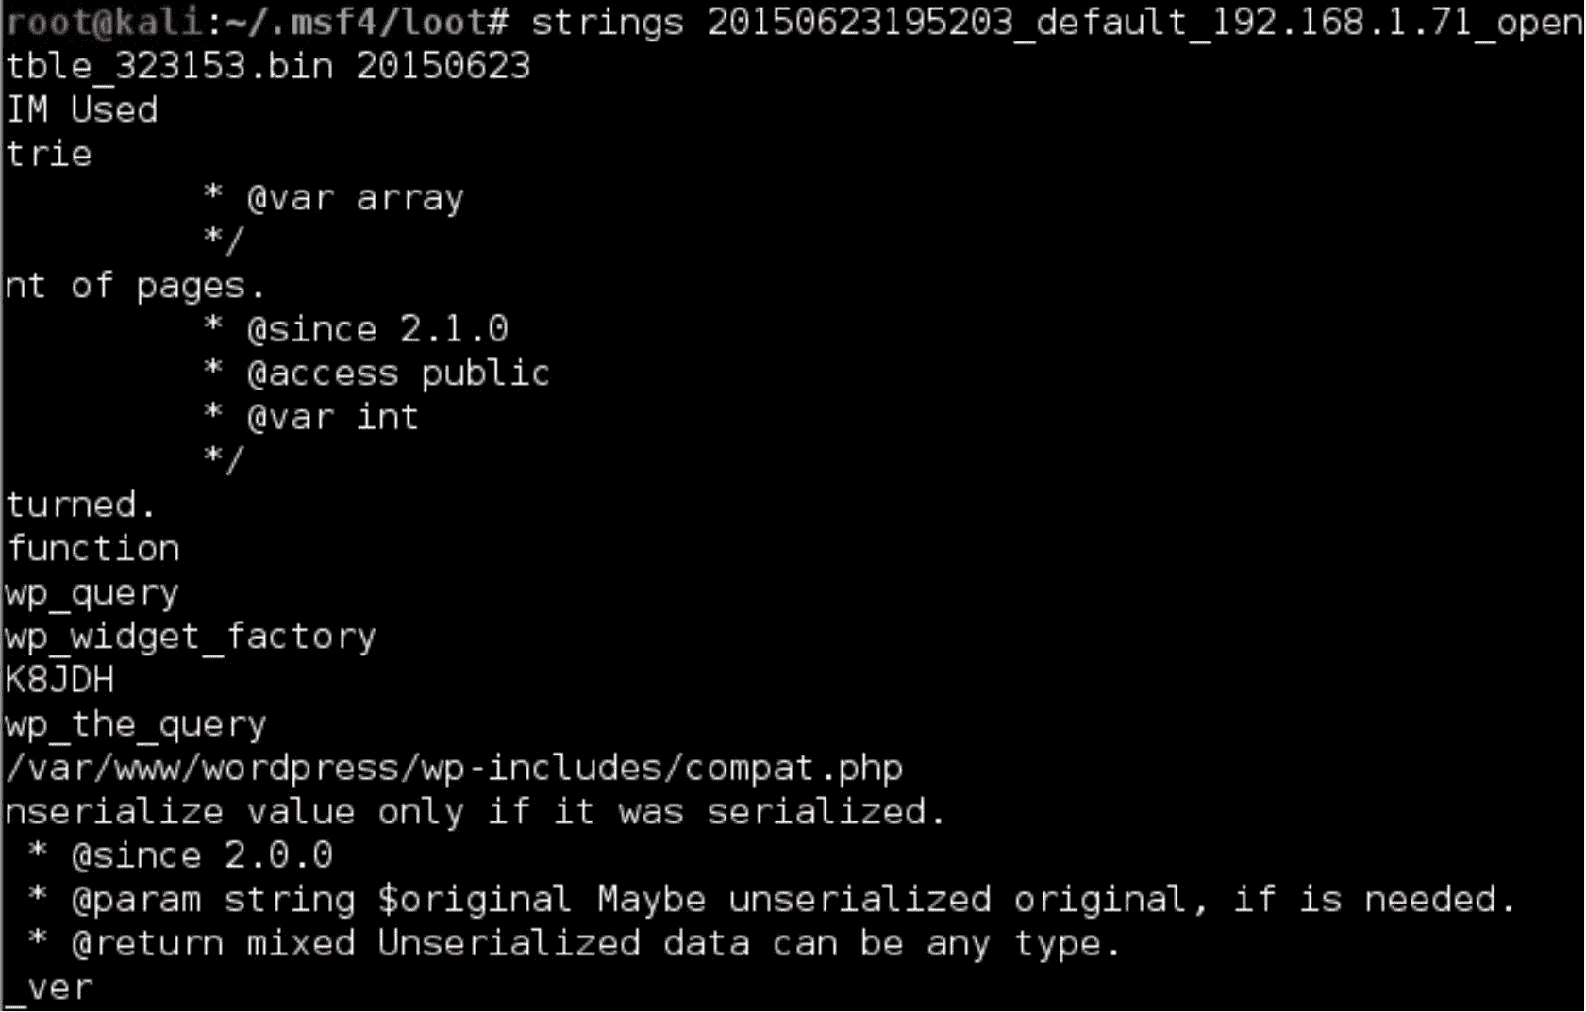 root@kali:~/.msf4/loot# strings 20150623195203_default_192.168.1.71_open
tble_323153.bin 20150623
IM Used
trie
* @var array
*/
nt of pages.
* @since 2.1.0
* @access public
* @var int
*/
turned.
function
wp_query
wp_widget_factory
K8JDH
wp_the_query
/var/www/wordpress/wp-includes/compat.php
nserialize value only if it was serialized.
* @since 2.0.0
* @param string $original Maybe unserialized original, if is needed.
* @return mixed Unserialized data can be any type.
_ver